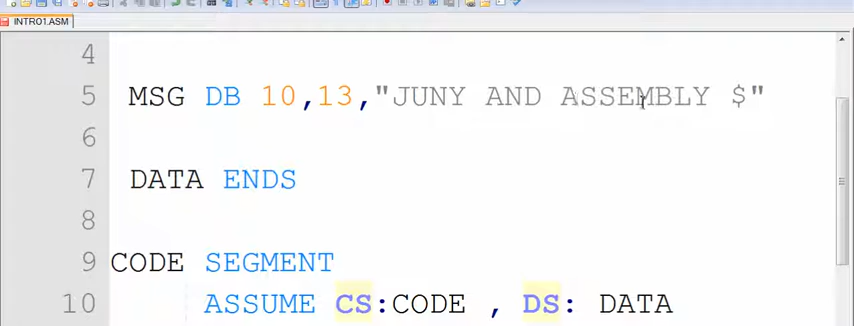 INTRO1.ASM
4
5 MSG DB 10,13,"JUNY AND ASSEMBLY $"
6
7 DATA ENDS
8
9 CODE SEGMENT
10 ASSUME CS:CODE , DS: DATA